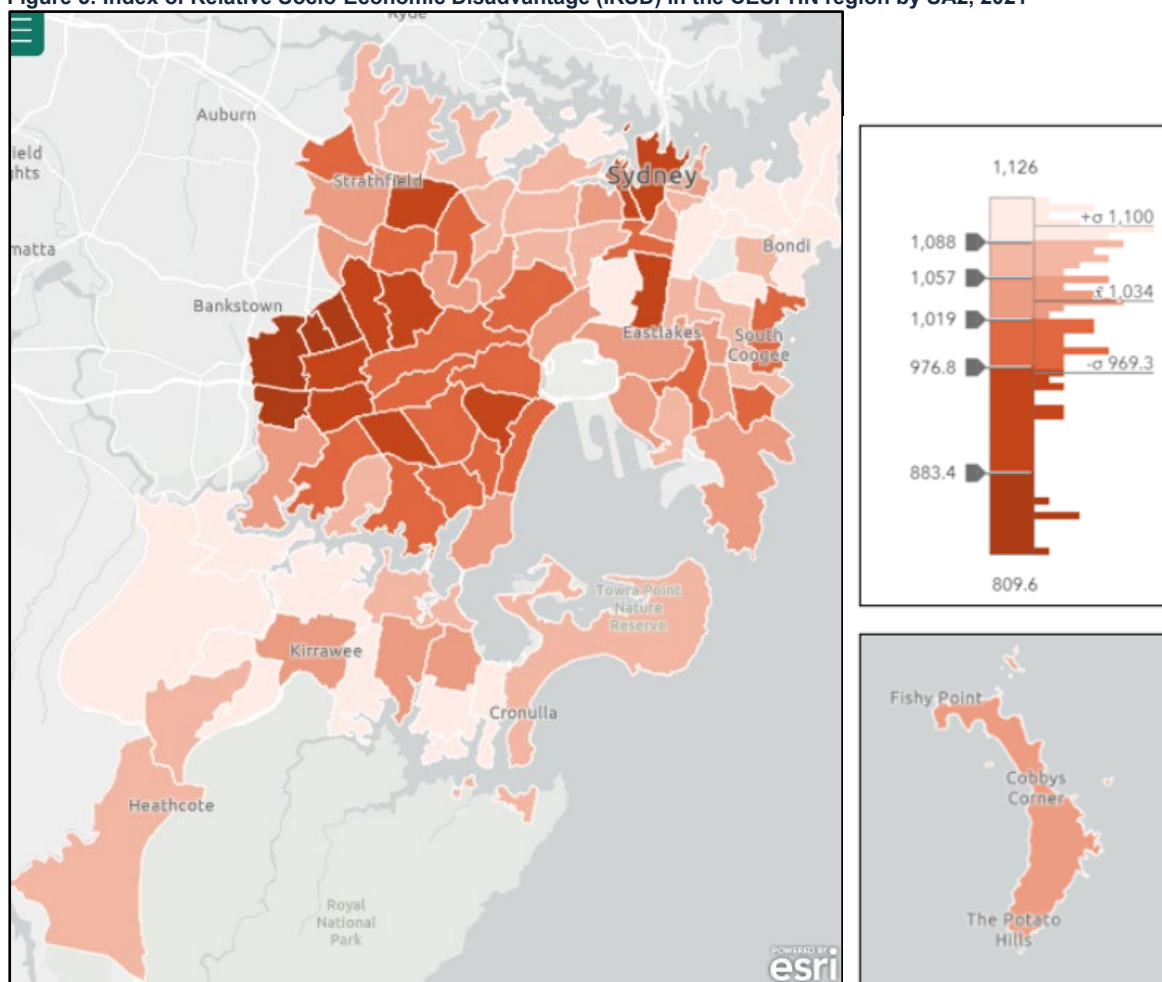 Figure 6: Index of Relative Socio-Economic Disadvantage (IRSD) in the CESPHN region by SA2, 2021
Ryde
Auburn
ield
hts
Strathfield
Sydney
matta
Bondi
Bankstown
Eastlakes
South
Coogee
Towra Point
Nature
Reserve
Kirrawee
Cronulla
Heathcote
Royal
National
Park
POWERED BY
esri
1,126
+σ 1,100
1,088
1,057
x̄ 1,034
1,019
976.8
-σ 969.3
883.4
809.6
Fishy Point
Cobbys
Corner
The Potato
Hills